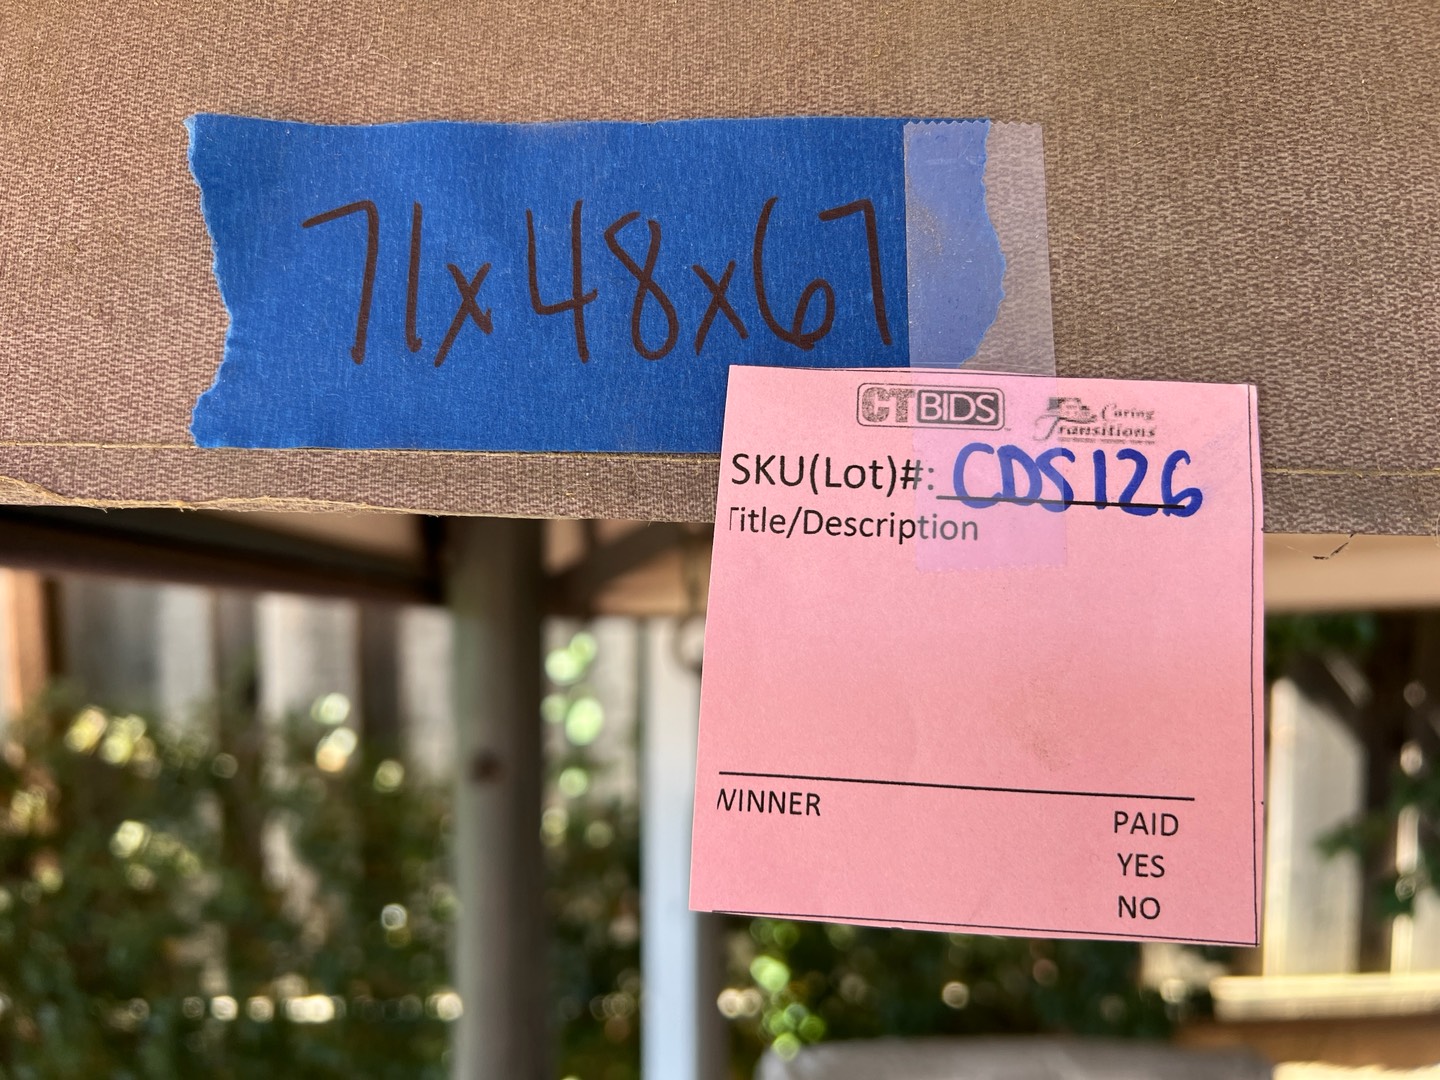 71x48x67
CTBIDS
Caring
Transitions
SKU(Lot)#: CDS126
Title/Description
WINNER
PAID
YES
NO